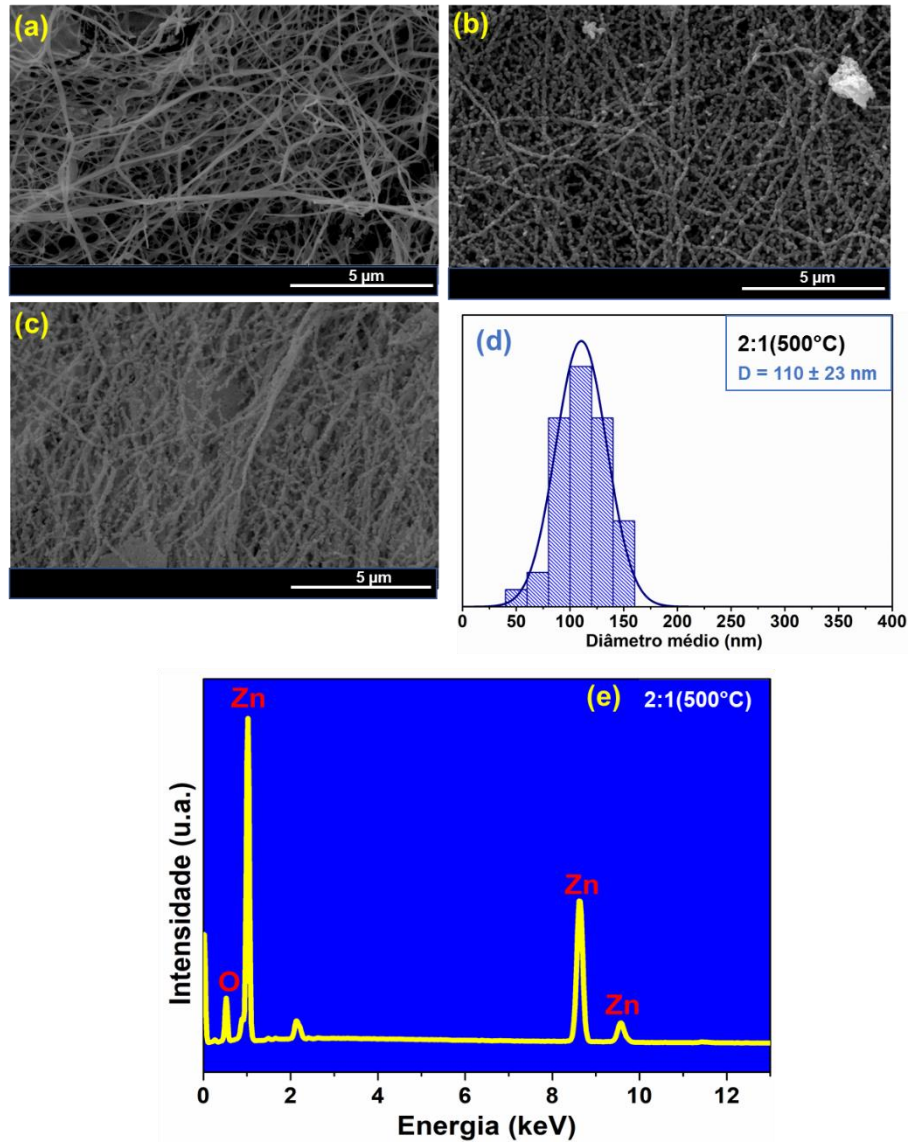 (a)
5 µm
(b)
5 µm
(c)
5 µm
(d)
2:1(500°C)
D = 110 ± 23 nm
0 50 100 150 200 250 300 350 400
Diâmetro médio (nm)
(e) 2:1(500°C)
Zn
O
Zn
Zn
Intensidade (u.a.)
0 2 4 6 8 10 12
Energia (keV)